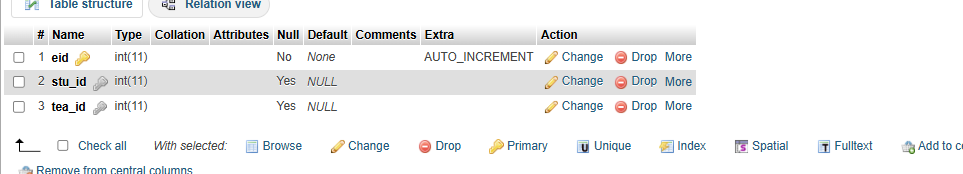 Table structure Relation view
# Name Type Collation Attributes Null Default Comments Extra Action
1 eid int(11) No None AUTO_INCREMENT Change Drop More
2 stu_id int(11) Yes NULL Change Drop More
3 tea_id int(11) Yes NULL Change Drop More
Check all With selected: Browse Change Drop Primary Unique Index Spatial Fulltext Add to c
Remove from central columns